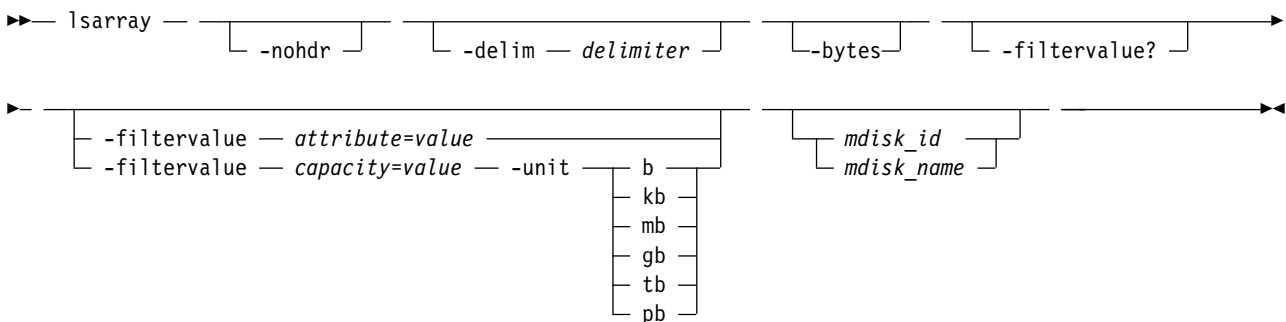 lsarray -nohdr -delim delimiter -bytes -filtervalue?
-filtervalue attribute=value mdisk_id
-filtervalue capacity=value -unit b mdisk_name
kb
mb
gb
tb
pb